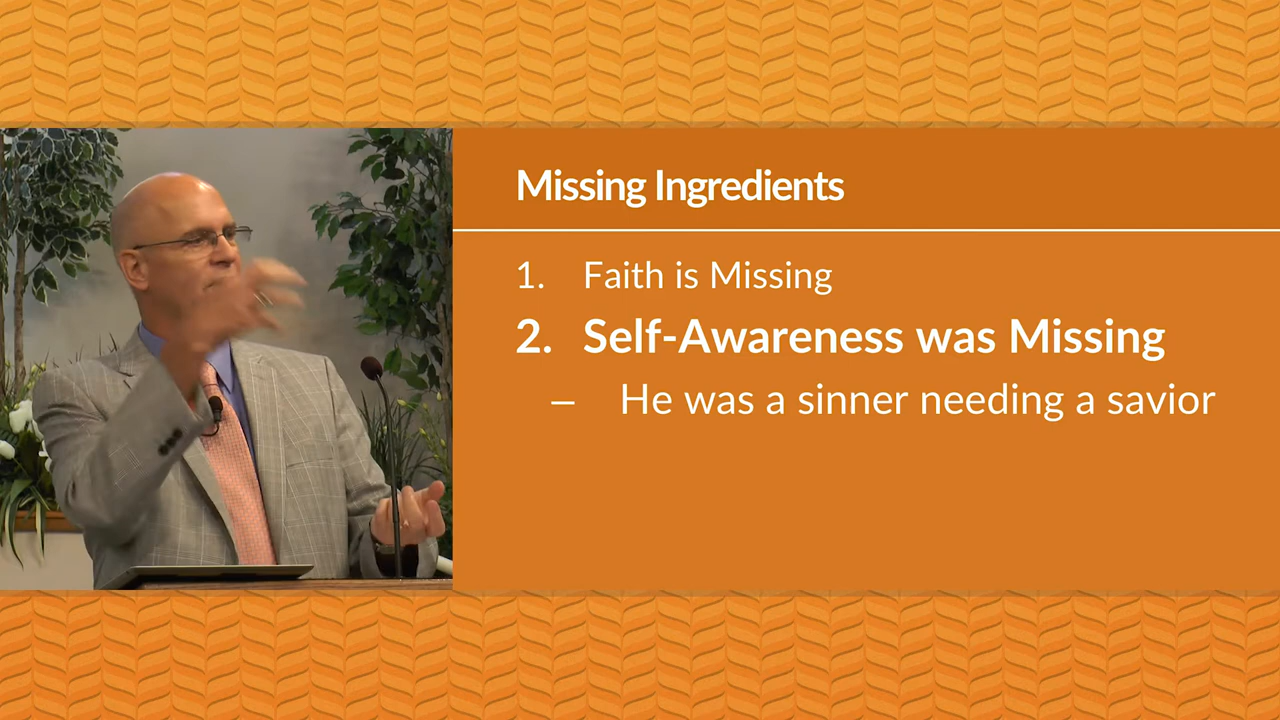 Missing Ingredients
1. Faith is Missing
2. Self-Awareness was Missing
– He was a sinner needing a savior